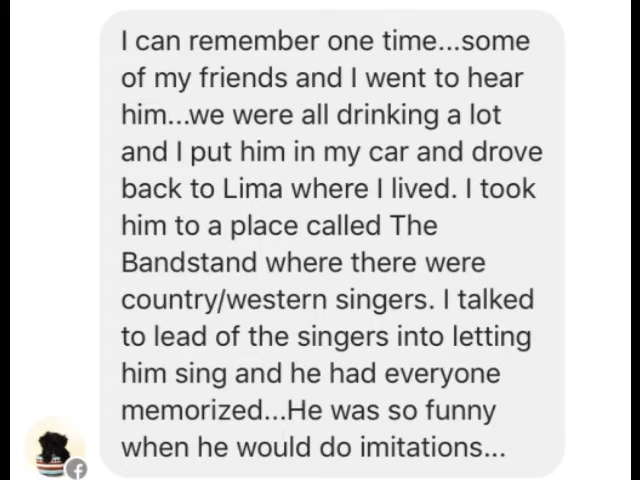 I can remember one time...some
of my friends and I went to hear
him...we were all drinking a lot
and I put him in my car and drove
back to Lima where I lived. I took
him to a place called The
Bandstand where there were
country/western singers. I talked
to lead of the singers into letting
him sing and he had everyone
memorized...He was so funny
when he would do imitations...